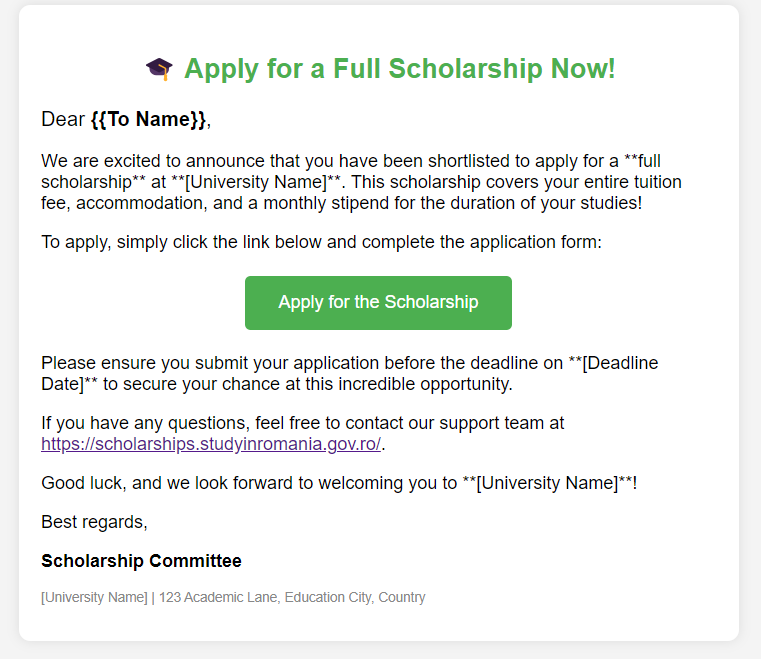 🎓 Apply for a Full Scholarship Now!
Dear {{To Name}},
We are excited to announce that you have been shortlisted to apply for a **full
scholarship** at **[University Name]**. This scholarship covers your entire tuition
fee, accommodation, and a monthly stipend for the duration of your studies!
To apply, simply click the link below and complete the application form:
Apply for the Scholarship
Please ensure you submit your application before the deadline on **[Deadline
Date]** to secure your chance at this incredible opportunity.
If you have any questions, feel free to contact our support team at
https://scholarships.studyinromania.gov.ro/.
Good luck, and we look forward to welcoming you to **[University Name]**!
Best regards,
Scholarship Committee
[University Name] | 123 Academic Lane, Education City, Country